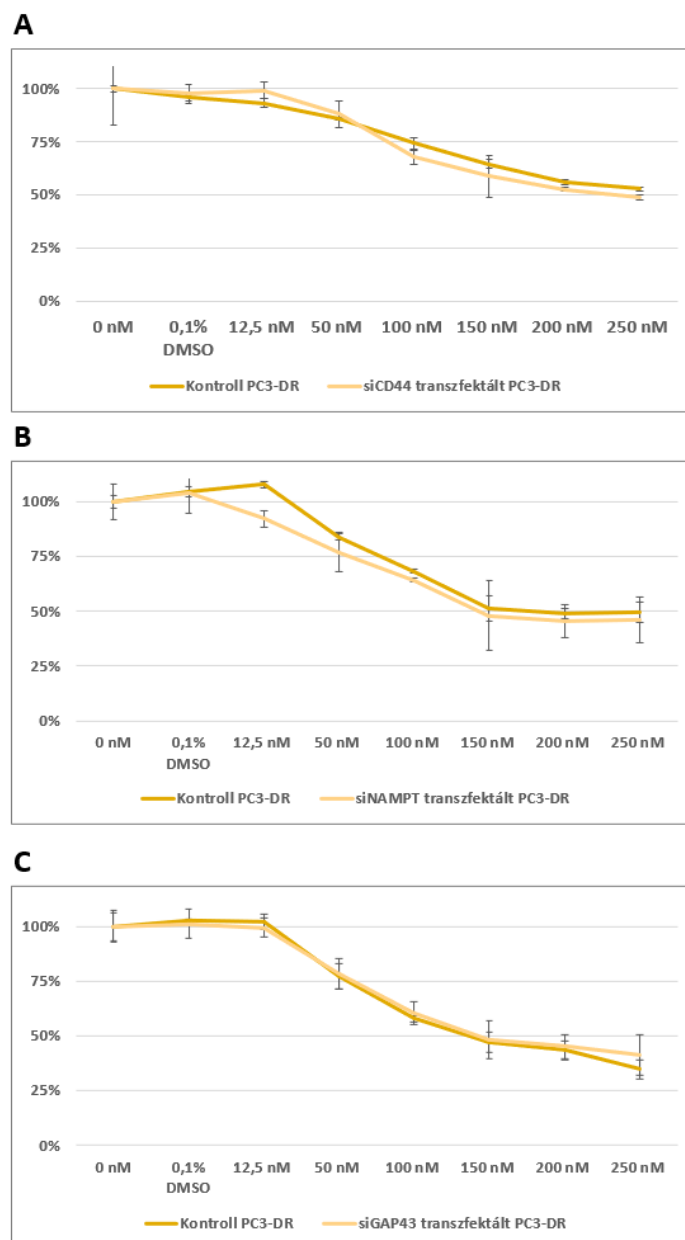 A
100%
75%
50%
25%
0%
0 nM 0,1% 12,5 nM 50 nM 100 nM 150 nM 200 nM 250 nM
DMSO
Kontroll PC3-DR siCD44 transzfektált PC3-DR
B
100%
75%
50%
25%
0%
0 nM 0,1% 12,5 nM 50 nM 100 nM 150 nM 200 nM 250 nM
DMSO
Kontroll PC3-DR siNAMPT transzfektált PC3-DR
C
100%
75%
50%
25%
0%
0 nM 0,1% 12,5 nM 50 nM 100 nM 150 nM 200 nM 250 nM
DMSO
Kontroll PC3-DR siGAP43 transzfektált PC3-DR